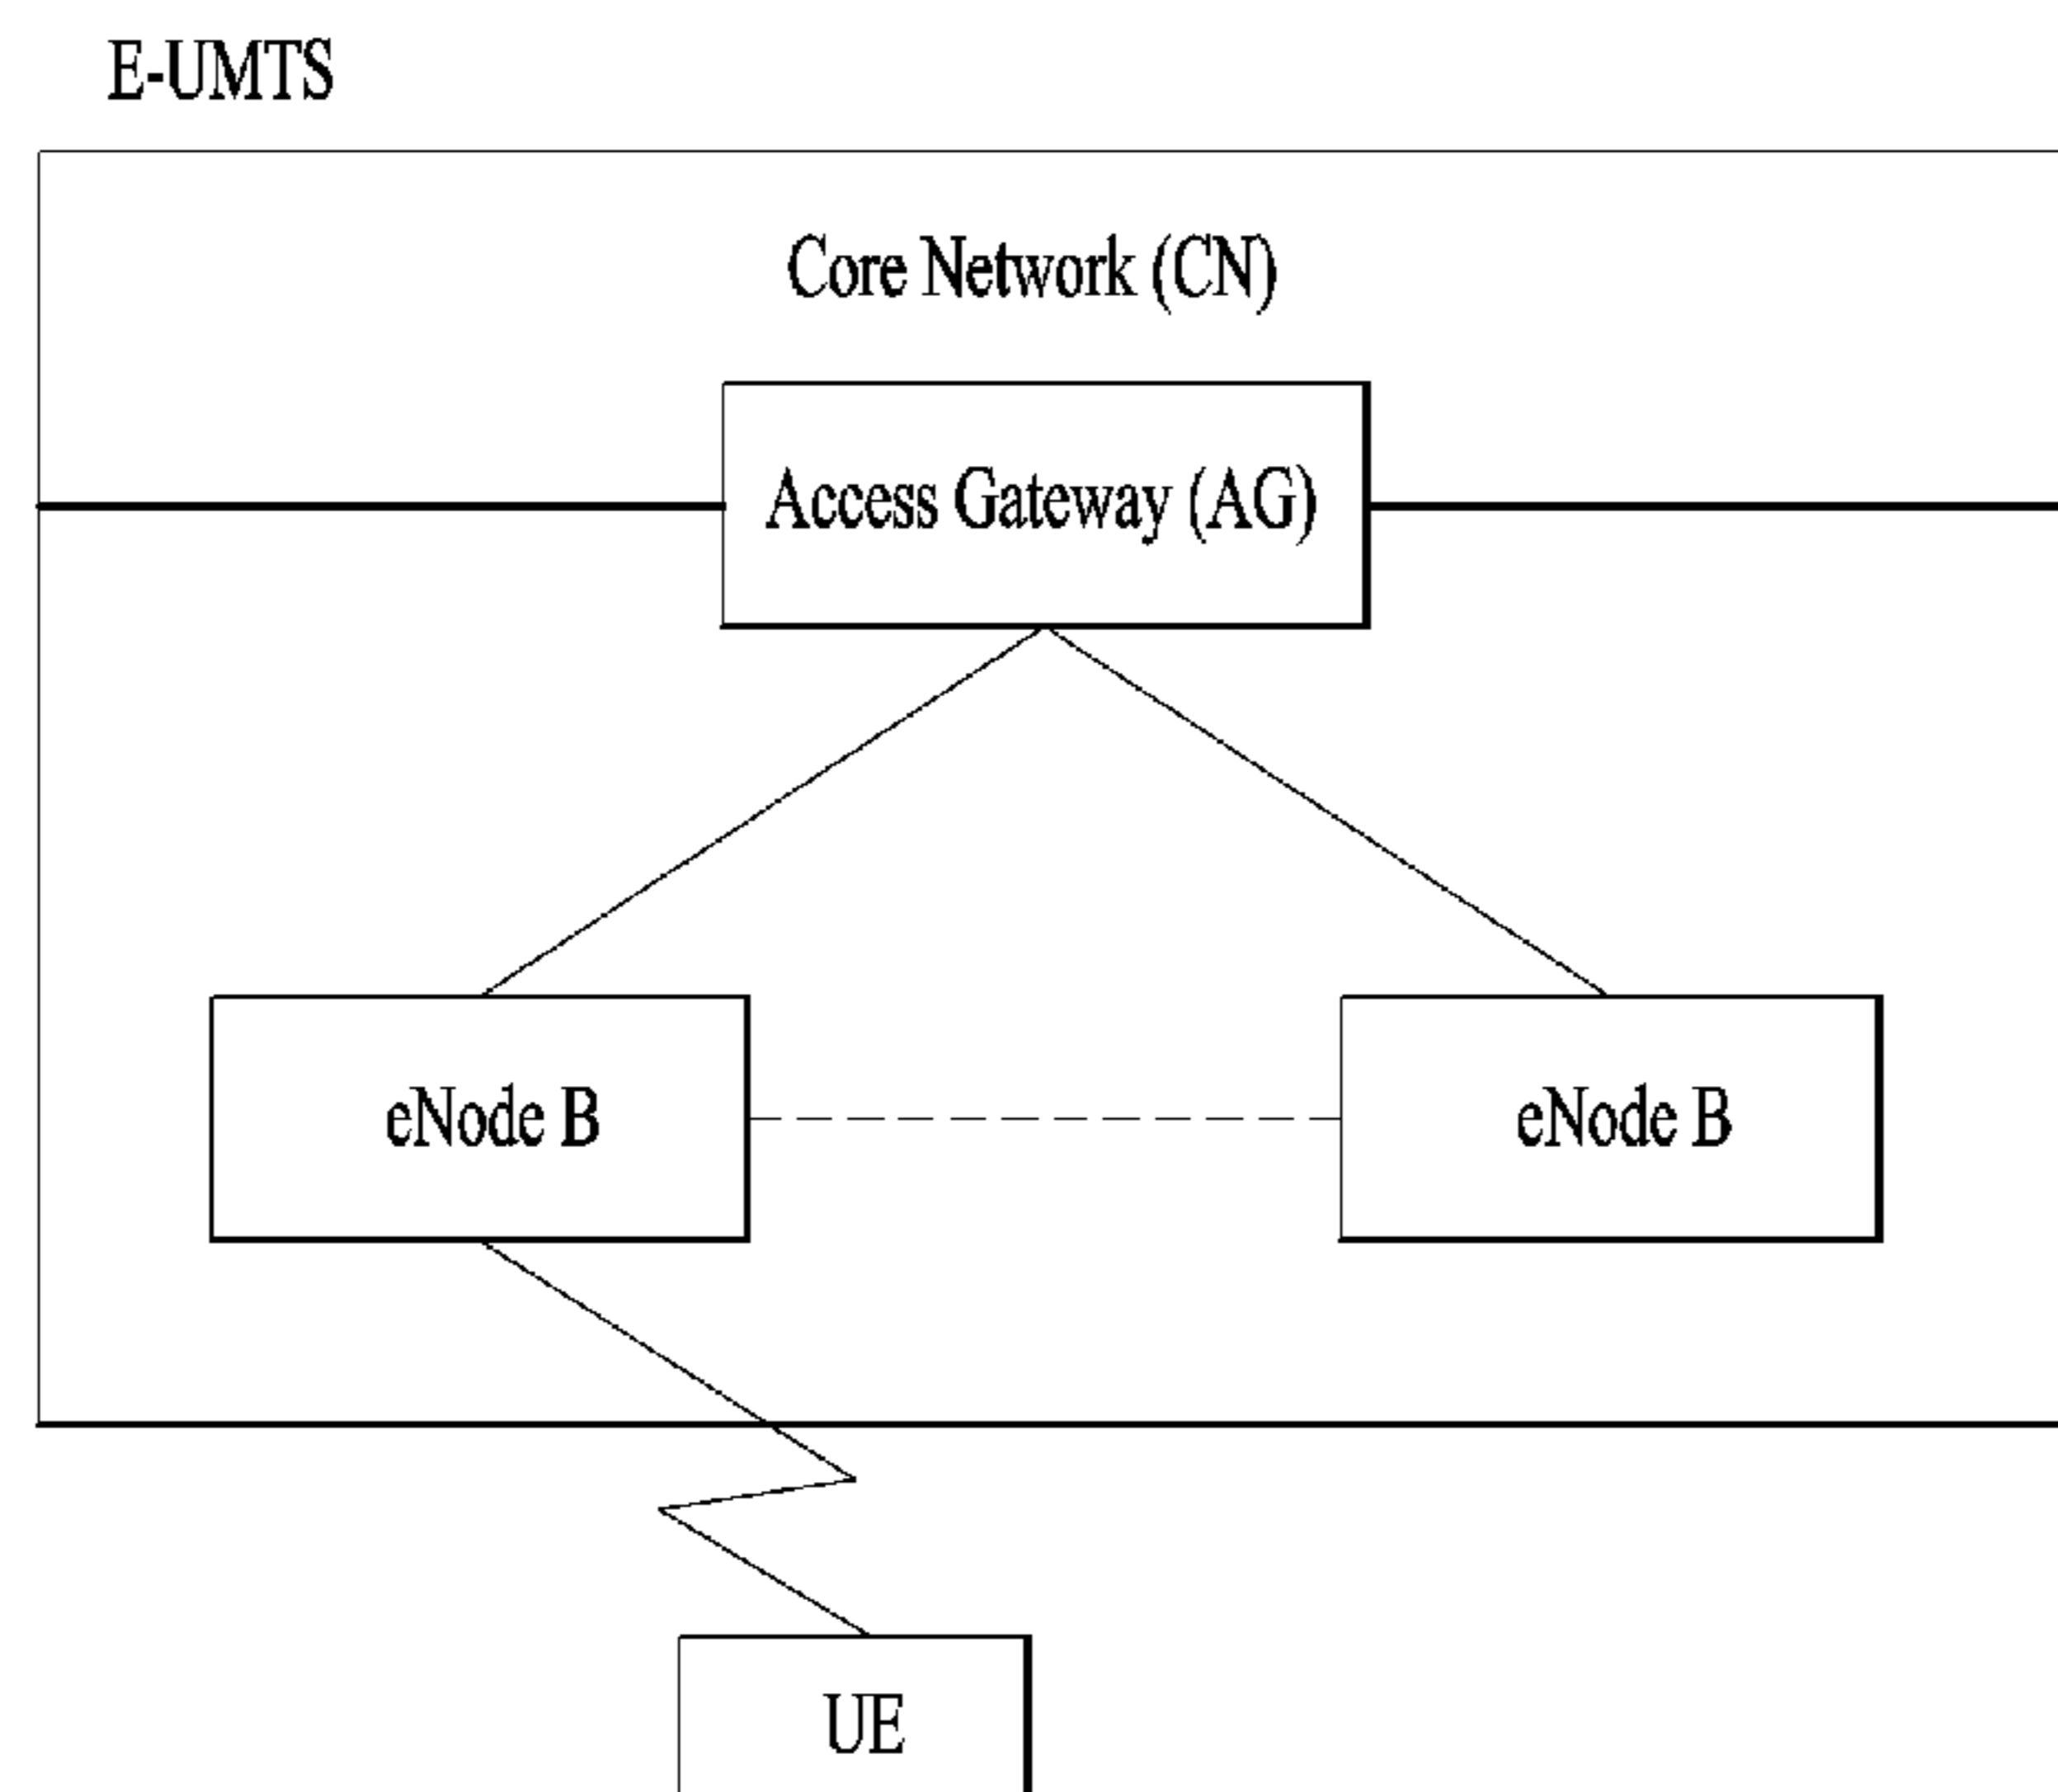 E-UMTS
Core Network (CN)
Access Gateway (AG)
eNode B
eNode B
UE